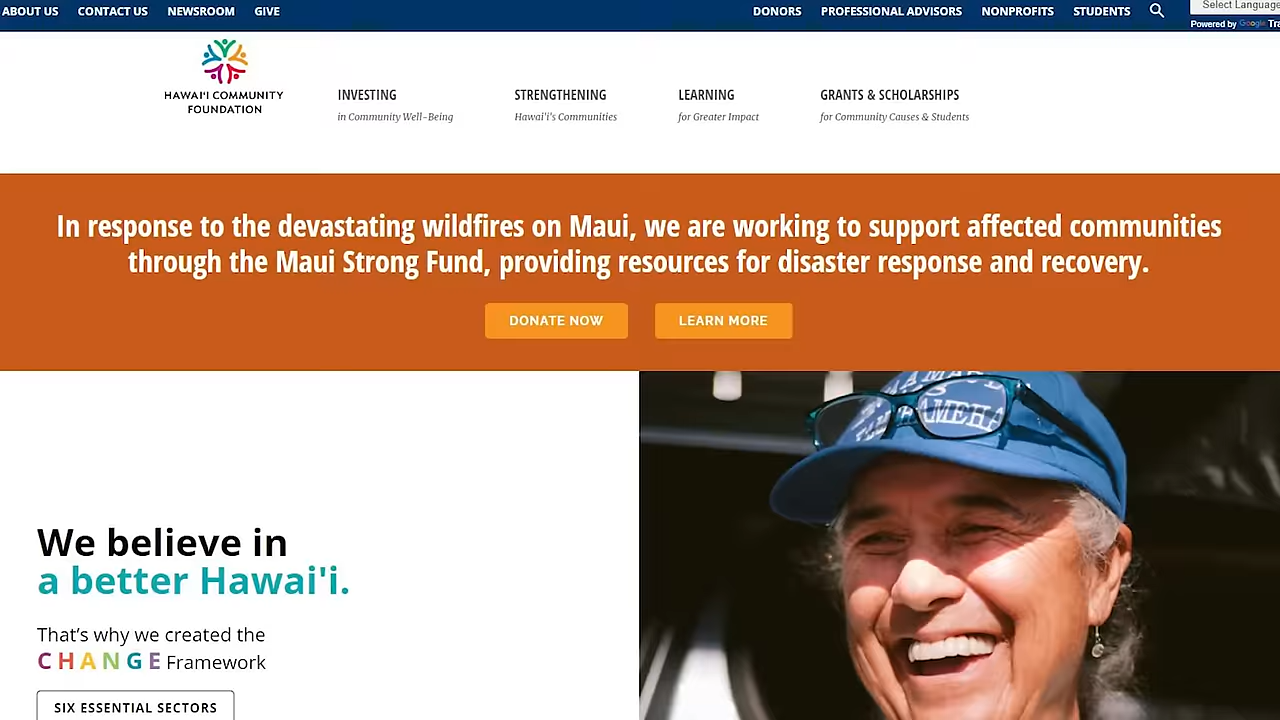 ABOUT US CONTACT US NEWSROOM GIVE DONORS PROFESSIONAL ADVISORS NONPROFITS STUDENTS Select Language
Powered by Google
HAWAI'I COMMUNITY
FOUNDATION
INVESTING
in Community Well-Being
STRENGTHENING
Hawai'i's Communities
LEARNING
for Greater Impact
GRANTS & SCHOLARSHIPS
for Community Causes & Students
In response to the devastating wildfires on Maui, we are working to support affected communities
through the Maui Strong Fund, providing resources for disaster response and recovery.
DONATE NOW LEARN MORE
We believe in
a better Hawai'i.
That's why we created the
CHANGE Framework
SIX ESSENTIAL SECTORS